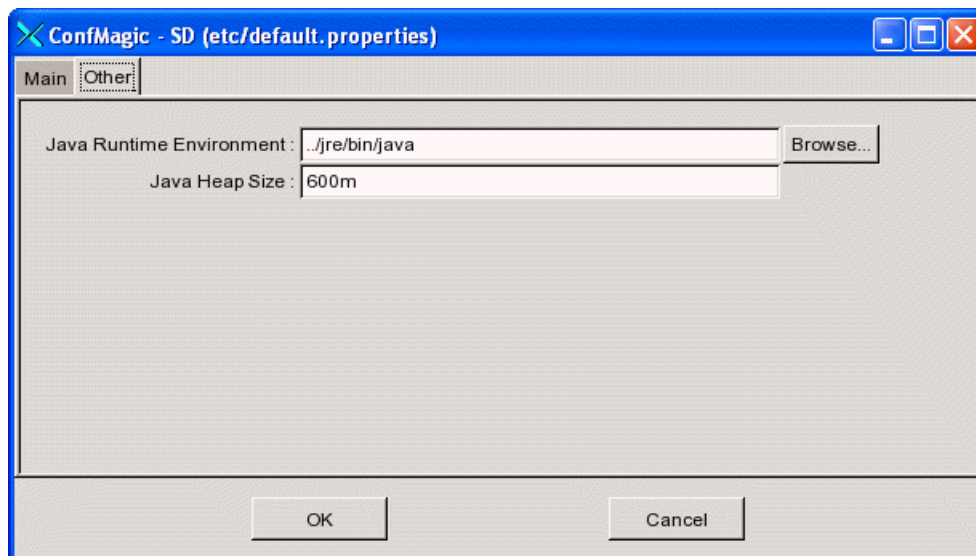 ConfMagic - SD (etc/default.properties)
Main Other
Java Runtime Environment : ../jre/bin/java Browse...
Java Heap Size : 600m
OK Cancel